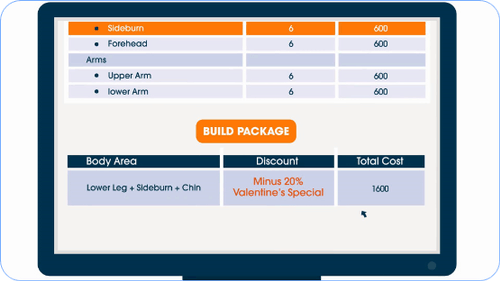 Sideburn 6 600
Forehead 6 600
Arms
Upper Arm 6 600
lower Arm 6 600
BUILD PACKAGE
Body Area Discount Total Cost
Lower Leg + Sideburn + Chin Minus 20% Valentine's Special 1600